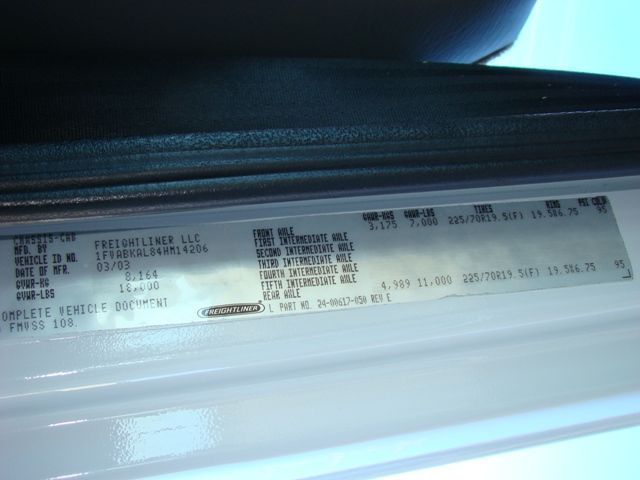 CHASSIS-CAB
MFD. BY FREIGHTLINER LLC
VEHICLE ID NO. 1FVABKAL84HM14206
DATE OF MFR. 03/03
GVWR-KG 8,164
GVWR-LBS 18,000
OMPLETE VEHICLE DOCUMENT
FMVSS 108.
FREIGHTLINER
GAWR-KGS GAWR-LBS TIRES RIMS PSI COLD
FRONT AXLE 3,175 7,000 225/70R19.5(F) 19.5X6.75 95
FIRST INTERMEDIATE AXLE
SECOND INTERMEDIATE AXLE
THIRD INTERMEDIATE AXLE
FOURTH INTERMEDIATE AXLE
FIFTH INTERMEDIATE AXLE
REAR AXLE 4,989 11,000 225/70R19.5(F) 19.5X6.75 95
L PART NO. 24-00617-050 REV E